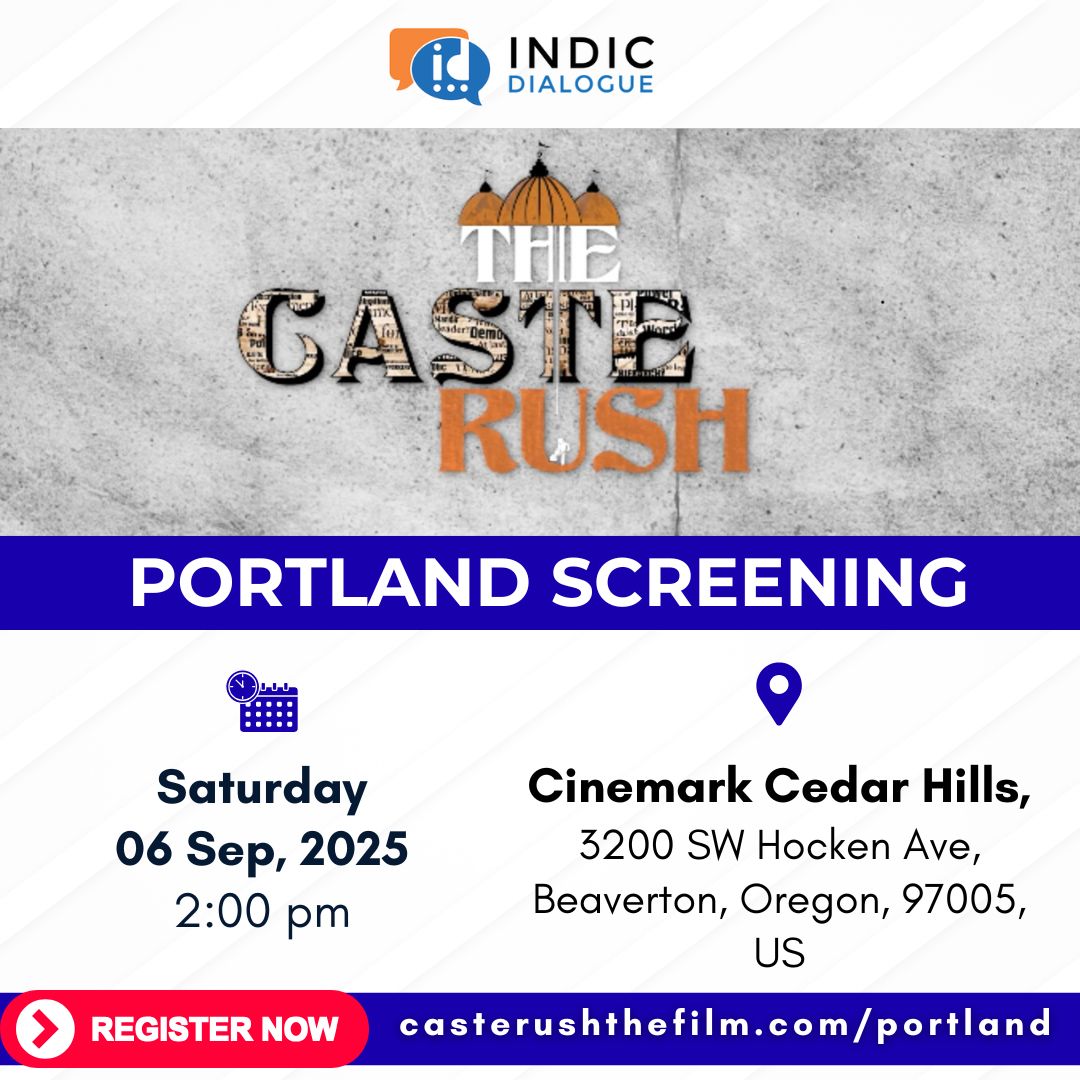 id
INDIC
DIALOGUE
THE
CASTE
RUSH
PORTLAND SCREENING
Saturday
06 Sep, 2025
2:00 pm
Cinemark Cedar Hills,
3200 SW Hocken Ave,
Beaverton, Oregon, 97005,
US
REGISTER NOW
casterushthefilm.com/portland